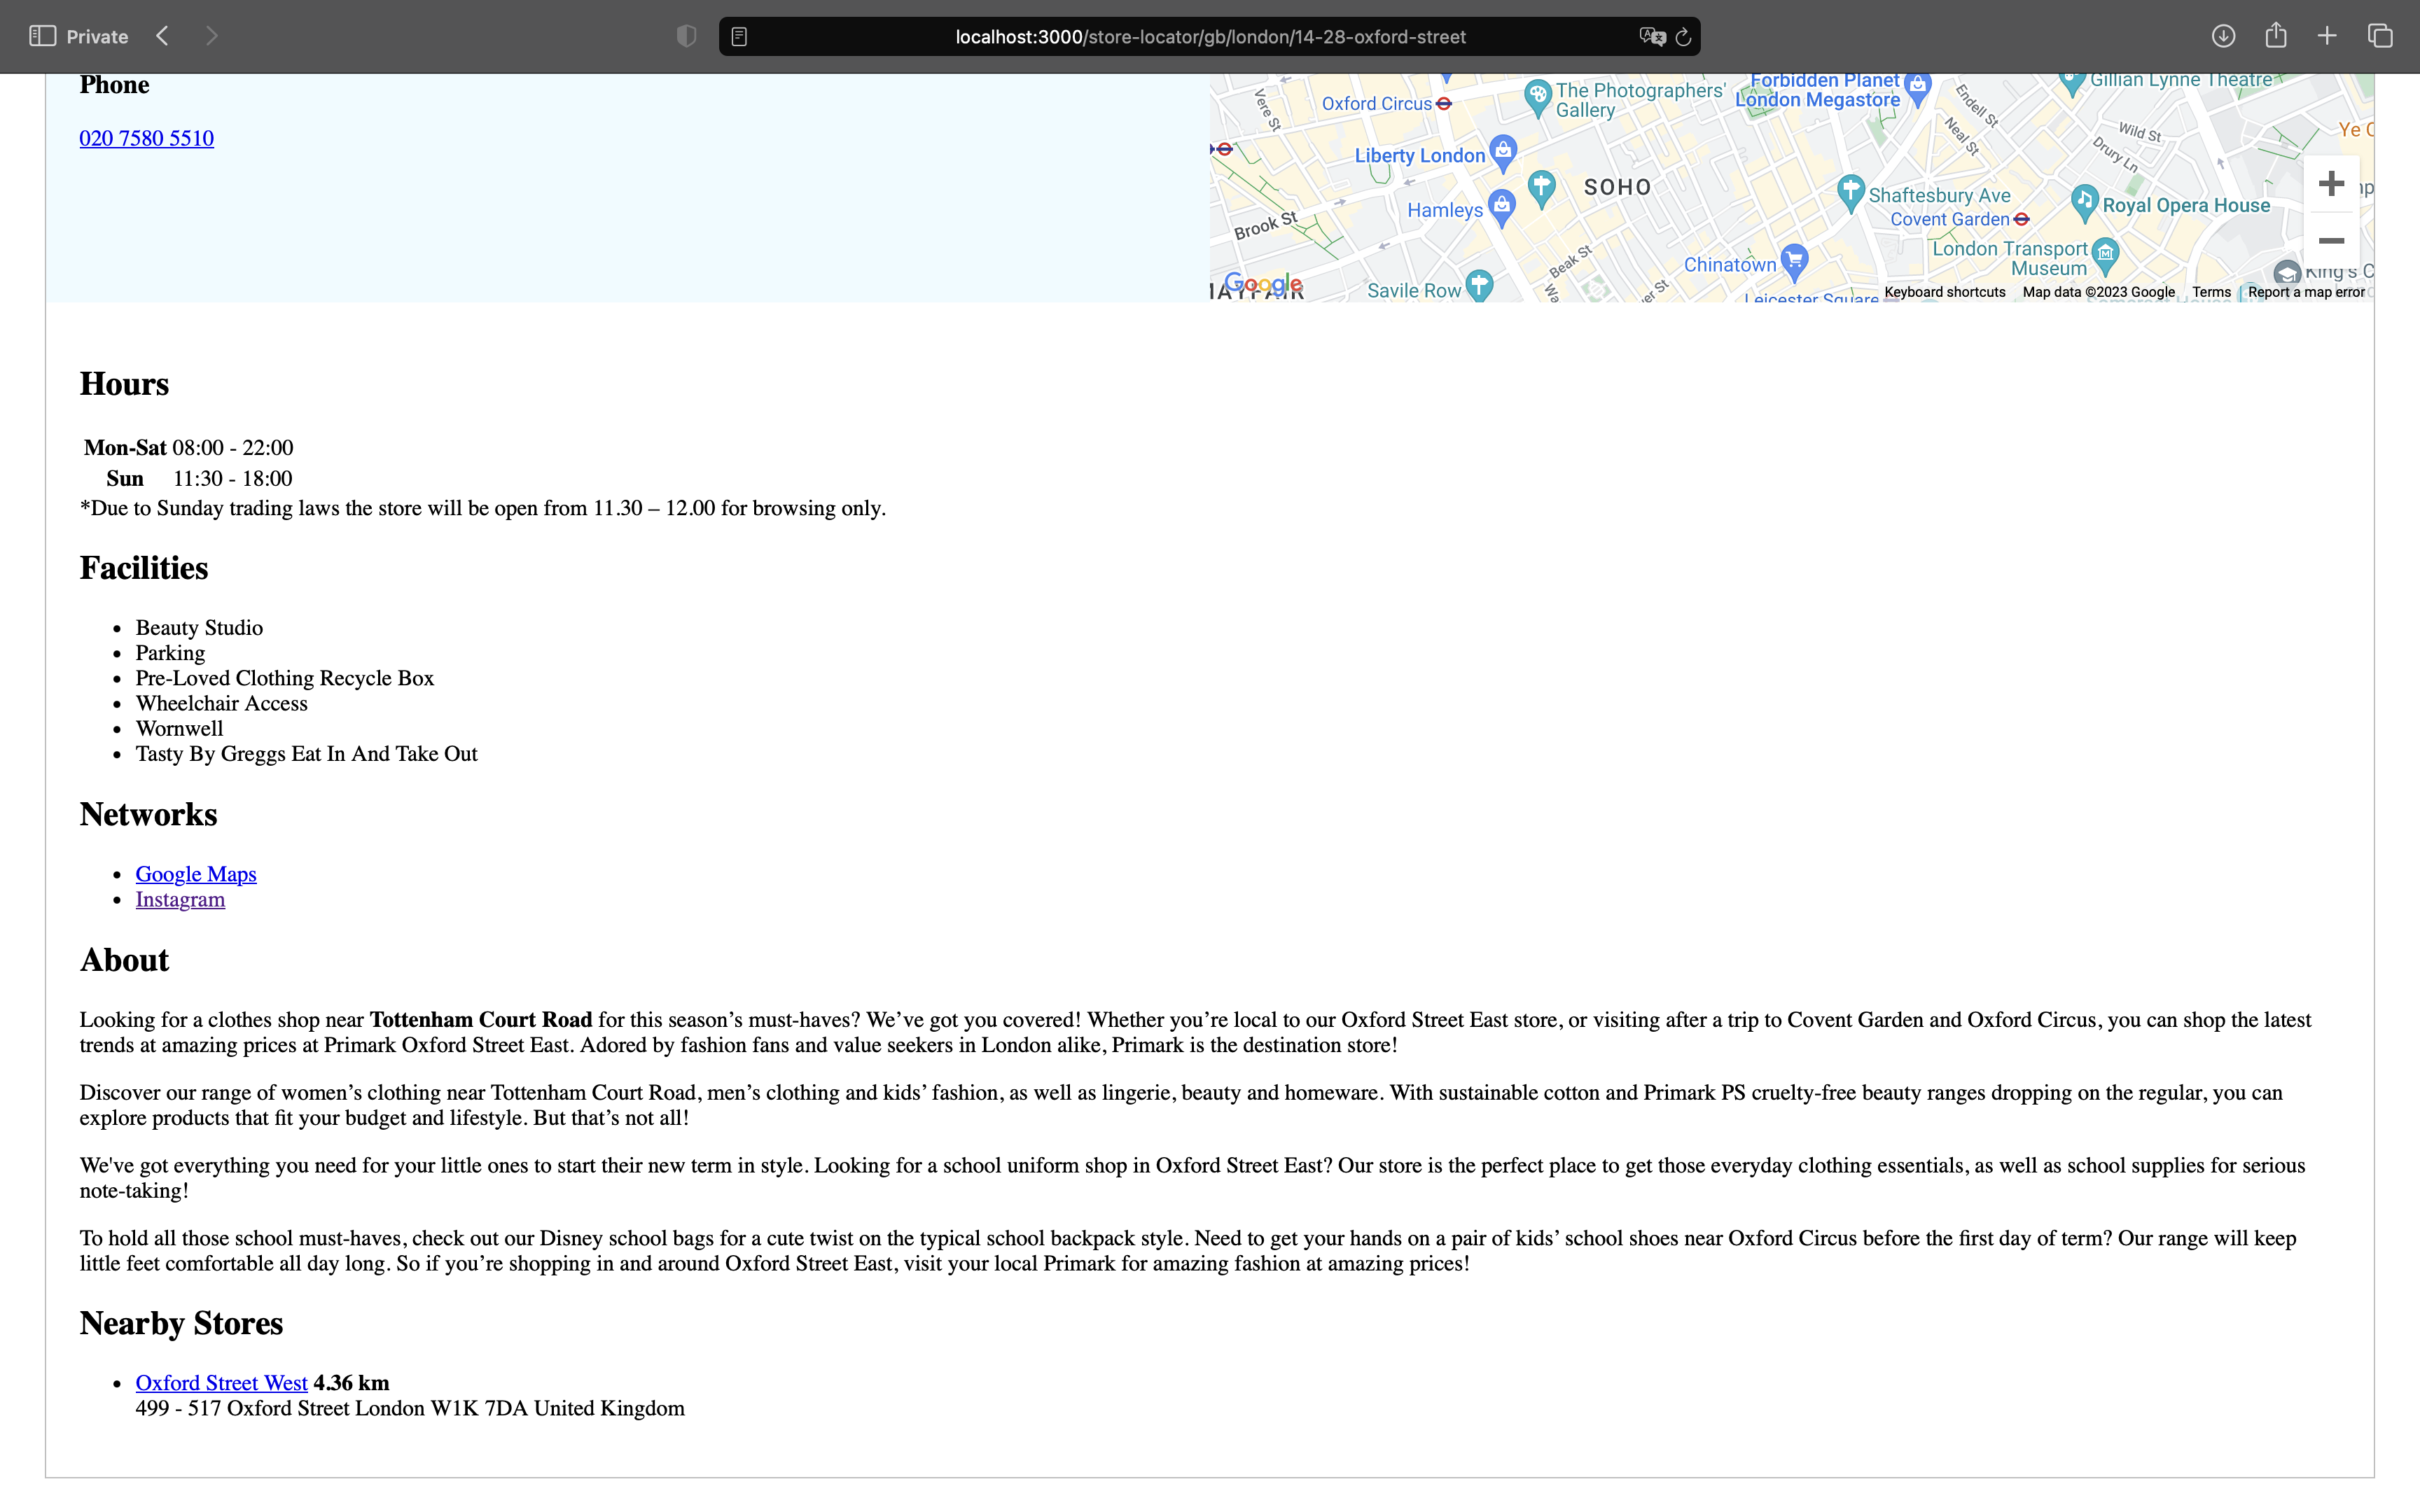 Private
localhost:3000/store-locator/gb/london/14-28-oxford-street
Phone
020 7580 5510
Vere St
Oxford Circus
The Photographers' Gallery
Forbidden Planet London Megastore
Endell St
Gillian Lynne Theatre
Neal St
Wild St
Drury Ln
Liberty London
SOHO
Hamleys
Shaftesbury Ave
Covent Garden
Royal Opera House
Brook St
Beak St
Chinatown
London Transport Museum
Google
Savile Row
Leicester Square
Keyboard shortcuts
Map data ©2023 Google
Terms
Report a map error
Hours
Mon-Sat 08:00 - 22:00
Sun 11:30 - 18:00
*Due to Sunday trading laws the store will be open from 11.30 – 12.00 for browsing only.
Facilities
Beauty Studio
Parking
Pre-Loved Clothing Recycle Box
Wheelchair Access
Wornwell
Tasty By Greggs Eat In And Take Out
Networks
Google Maps
Instagram
About
Looking for a clothes shop near Tottenham Court Road for this season’s must-haves? We’ve got you covered! Whether you’re local to our Oxford Street East store, or visiting after a trip to Covent Garden and Oxford Circus, you can shop the latest
trends at amazing prices at Primark Oxford Street East. Adored by fashion fans and value seekers in London alike, Primark is the destination store!
Discover our range of women’s clothing near Tottenham Court Road, men’s clothing and kids’ fashion, as well as lingerie, beauty and homeware. With sustainable cotton and Primark PS cruelty-free beauty ranges dropping on the regular, you can
explore products that fit your budget and lifestyle. But that’s not all!
We've got everything you need for your little ones to start their new term in style. Looking for a school uniform shop in Oxford Street East? Our store is the perfect place to get those everyday clothing essentials, as well as school supplies for serious
note-taking!
To hold all those school must-haves, check out our Disney school bags for a cute twist on the typical school backpack style. Need to get your hands on a pair of kids’ school shoes near Oxford Circus before the first day of term? Our range will keep
little feet comfortable all day long. So if you’re shopping in and around Oxford Street East, visit your local Primark for amazing fashion at amazing prices!
Nearby Stores
Oxford Street West 4.36 km
499 - 517 Oxford Street London W1K 7DA United Kingdom